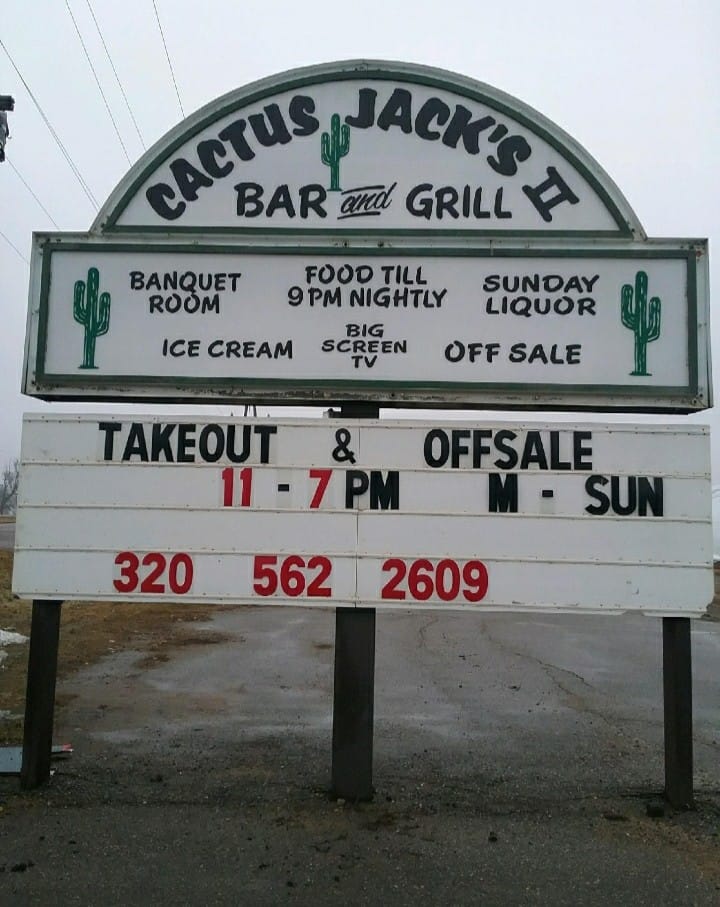 CACTUS JACK'S II
BAR and GRILL
BANQUET ROOM
FOOD TILL 9 PM NIGHTLY
SUNDAY LIQUOR
ICE CREAM
BIG SCREEN TV
OFF SALE
TAKEOUT & OFFSALE
11 - 7 PM M - SUN
320 562 2609